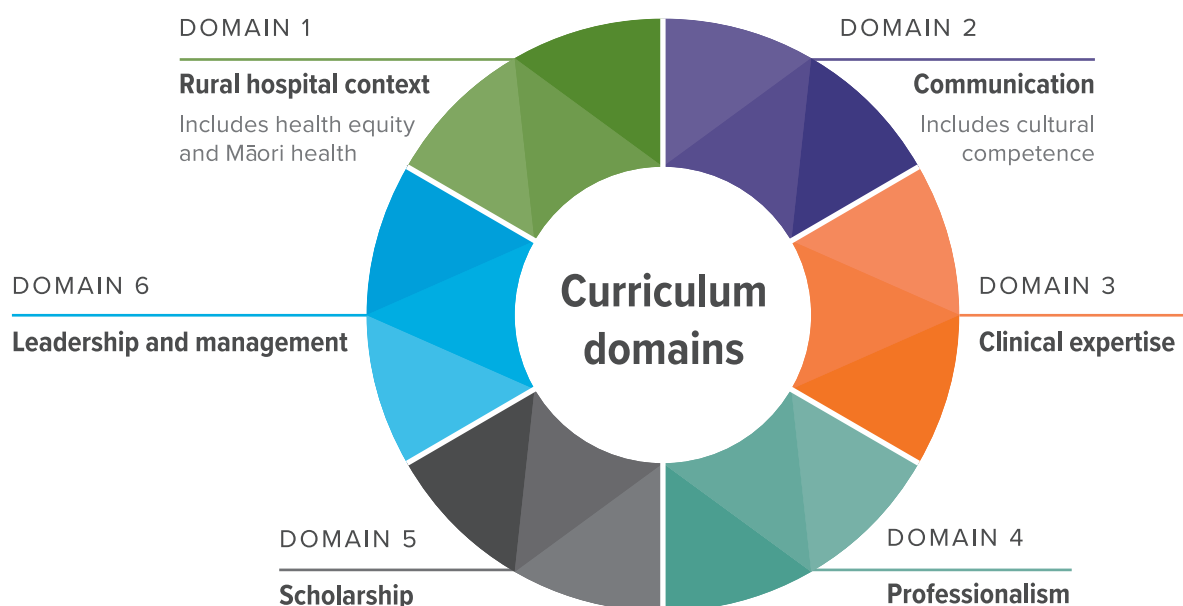 DOMAIN 1
Rural hospital context
Includes health equity
and Māori health
DOMAIN 2
Communication
Includes cultural
competence
DOMAIN 3
Clinical expertise
DOMAIN 4
Professionalism
DOMAIN 5
Scholarship
DOMAIN 6
Leadership and management
Curriculum
domains